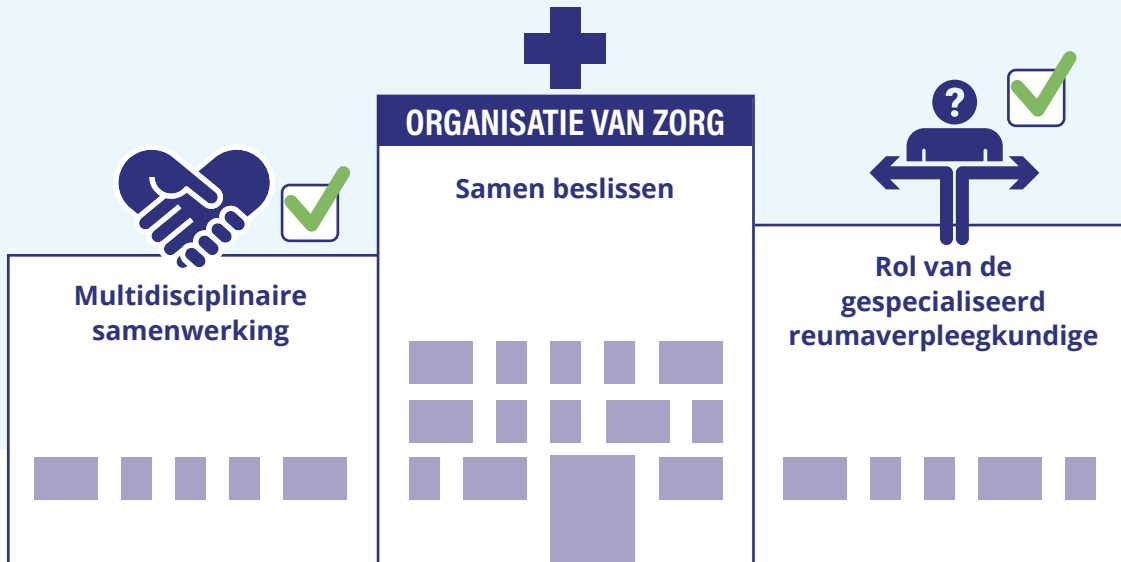 ORGANISATIE VAN ZORG
Samen beslissen
Multidisciplinaire
samenwerking
?
Rol van de
gespecialiseerd
reumaverpleegkundige